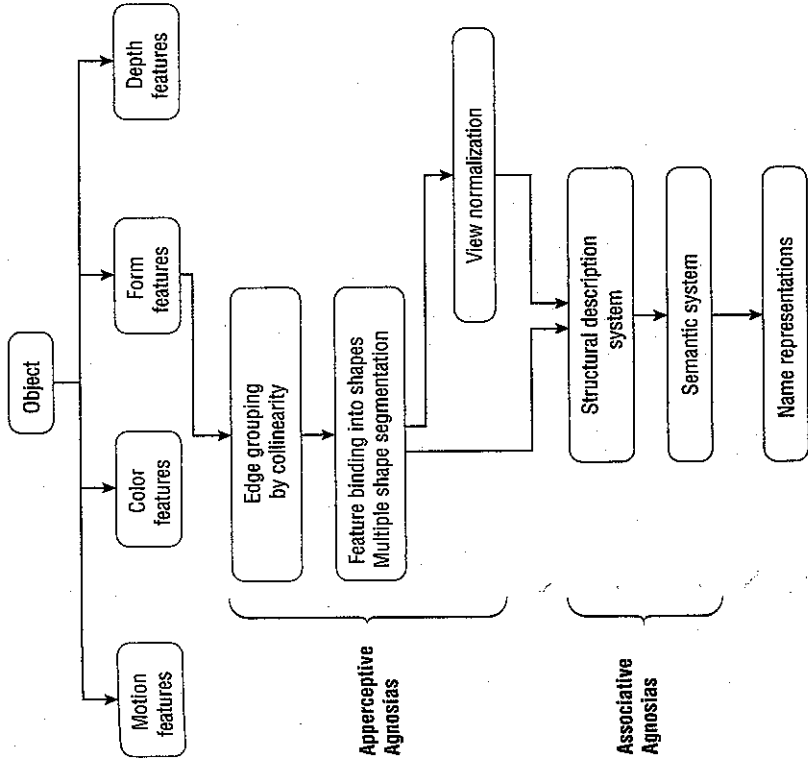 Object
Motion
features
Color
features
Form
features
Depth
features
Edge grouping
by collinearity
Feature binding into shapes
Multiple shape segmentation
View normalization
Apperceptive
Agnosias
Structural description
system
Semantic system
Associative
Agnosias
Name representations